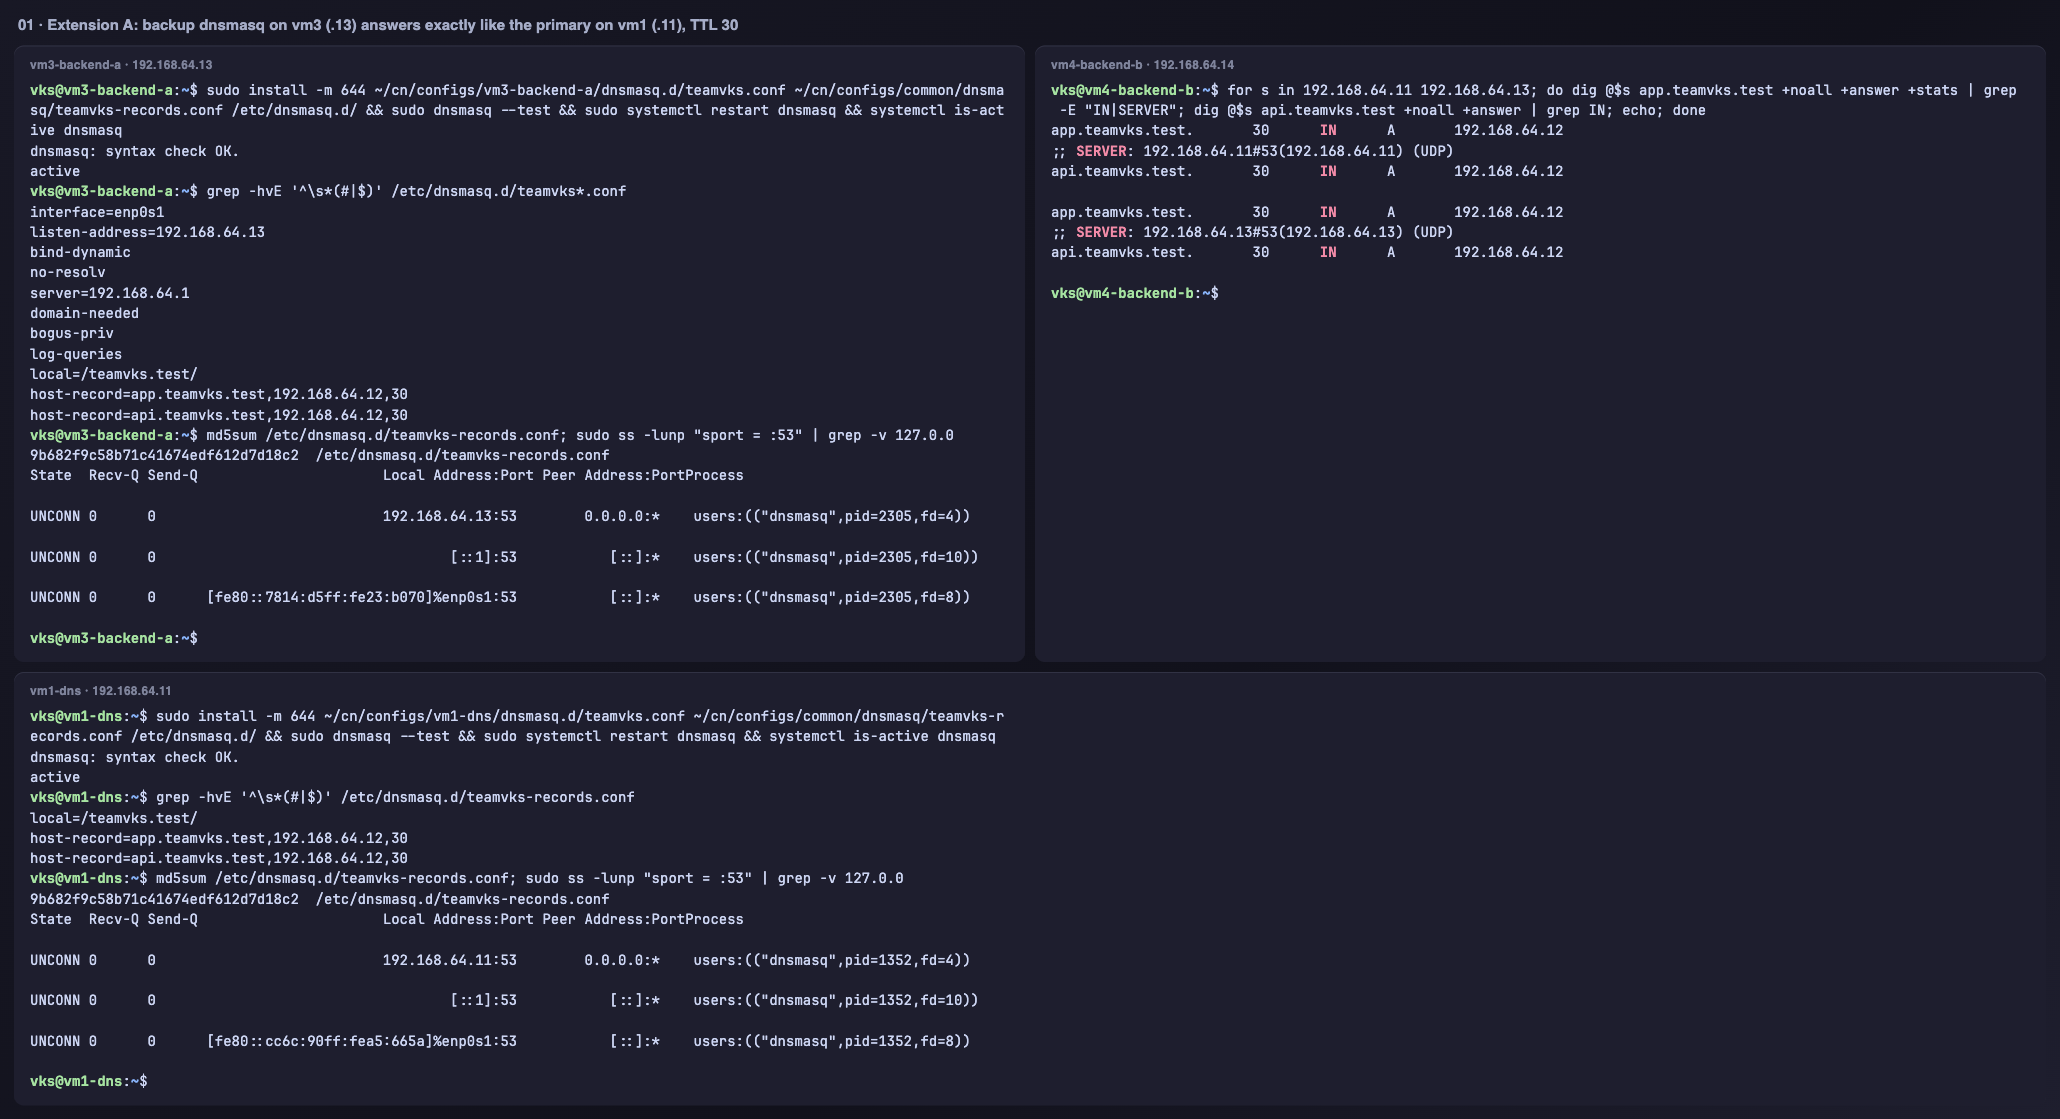 01 · Extension A: backup dnsmasq on vm3 (.13) answers exactly like the primary on vm1 (.11), TTL 30
vm3-backend-a · 192.168.64.13
vks@vm3-backend-a:~$ sudo install -m 644 ~/cn/configs/vm3-backend-a/dnsmasq.d/teamvks.conf ~/cn/configs/common/dnsma
sq/teamvks-records.conf /etc/dnsmasq.d/ && sudo dnsmasq --test && sudo systemctl restart dnsmasq && systemctl is-act
ive dnsmasq
dnsmasq: syntax check OK.
active
vks@vm3-backend-a:~$ grep -hvE '^\s*(#|$)' /etc/dnsmasq.d/teamvks*.conf
interface=enp0s1
listen-address=192.168.64.13
bind-dynamic
no-resolv
server=192.168.64.1
domain-needed
bogus-priv
log-queries
local=/teamvks.test/
host-record=app.teamvks.test,192.168.64.12,30
host-record=api.teamvks.test,192.168.64.12,30
vks@vm3-backend-a:~$ md5sum /etc/dnsmasq.d/teamvks-records.conf; sudo ss -lunp "sport = :53" | grep -v 127.0.0
9b682f9c58b71c41674edf612d7d18c2  /etc/dnsmasq.d/teamvks-records.conf
State  Recv-Q Send-Q                      Local Address:Port Peer Address:PortProcess
UNCONN 0      0                           192.168.64.13:53        0.0.0.0:*    users:(("dnsmasq",pid=2305,fd=4))
UNCONN 0      0                                   [::1]:53           [::]:*    users:(("dnsmasq",pid=2305,fd=10))
UNCONN 0      0      [fe80::7814:d5ff:fe23:b070]%enp0s1:53           [::]:*    users:(("dnsmasq",pid=2305,fd=8))
vks@vm3-backend-a:~$
vm4-backend-b · 192.168.64.14
vks@vm4-backend-b:~$ for s in 192.168.64.11 192.168.64.13; do dig @$s app.teamvks.test +noall +answer +stats | grep
 -E "IN|SERVER"; dig @$s api.teamvks.test +noall +answer | grep IN; echo; done
app.teamvks.test.       30      IN      A       192.168.64.12
;; SERVER: 192.168.64.11#53(192.168.64.11) (UDP)
api.teamvks.test.       30      IN      A       192.168.64.12
app.teamvks.test.       30      IN      A       192.168.64.12
;; SERVER: 192.168.64.13#53(192.168.64.13) (UDP)
api.teamvks.test.       30      IN      A       192.168.64.12
vks@vm4-backend-b:~$
vm1-dns · 192.168.64.11
vks@vm1-dns:~$ sudo install -m 644 ~/cn/configs/vm1-dns/dnsmasq.d/teamvks.conf ~/cn/configs/common/dnsmasq/teamvks-r
ecords.conf /etc/dnsmasq.d/ && sudo dnsmasq --test && sudo systemctl restart dnsmasq && systemctl is-active dnsmasq
dnsmasq: syntax check OK.
active
vks@vm1-dns:~$ grep -hvE '^\s*(#|$)' /etc/dnsmasq.d/teamvks-records.conf
local=/teamvks.test/
host-record=app.teamvks.test,192.168.64.12,30
host-record=api.teamvks.test,192.168.64.12,30
vks@vm1-dns:~$ md5sum /etc/dnsmasq.d/teamvks-records.conf; sudo ss -lunp "sport = :53" | grep -v 127.0.0
9b682f9c58b71c41674edf612d7d18c2  /etc/dnsmasq.d/teamvks-records.conf
State  Recv-Q Send-Q                      Local Address:Port Peer Address:PortProcess
UNCONN 0      0                           192.168.64.11:53        0.0.0.0:*    users:(("dnsmasq",pid=1352,fd=4))
UNCONN 0      0                                   [::1]:53           [::]:*    users:(("dnsmasq",pid=1352,fd=10))
UNCONN 0      0      [fe80::cc6c:90ff:fea5:665a]%enp0s1:53           [::]:*    users:(("dnsmasq",pid=1352,fd=8))
vks@vm1-dns:~$